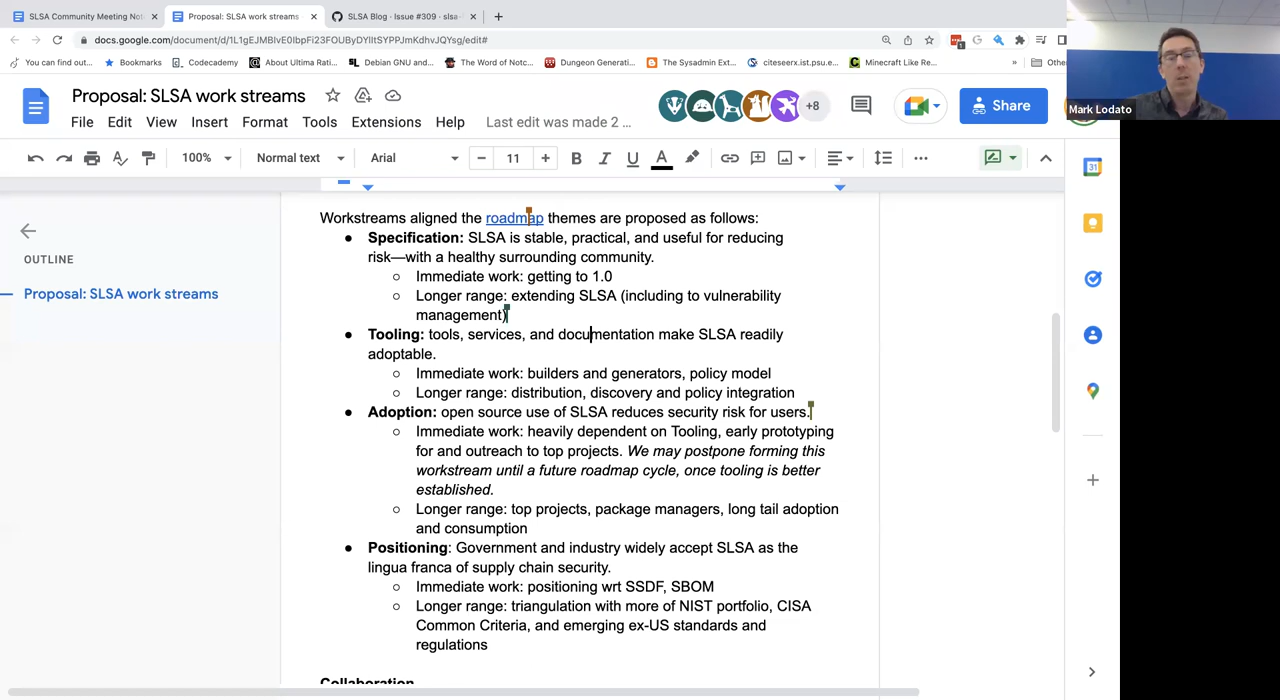 SLSA Community Meeting Not
Proposal: SLSA work streams
SLSA Blog · Issue #309 · slsa-
docs.google.com/document/d/1L1gEJMBIvE0IbpFi23FOUByDYlltSYPPJmKdhvJQYsg/edit#
You can find out...
Bookmarks
Codecademy
About Ultima Rati...
Debian GNU and...
The Word of Notc...
Dungeon Generati...
The Sysadmin Ext...
citeseerx.ist.psu.e...
Minecraft Like Re...
»
Othe
Proposal: SLSA work streams
+8
Share
File Edit View Insert Format Tools Extensions Help Last edit was made 2 ...
100% Normal text Arial − 11 + B I U A
Mark Lodato
OUTLINE
Proposal: SLSA work streams
Workstreams aligned the roadmap themes are proposed as follows:
● Specification: SLSA is stable, practical, and useful for reducing
risk—with a healthy surrounding community.
○ Immediate work: getting to 1.0
○ Longer range: extending SLSA (including to vulnerability
management)
● Tooling: tools, services, and documentation make SLSA readily
adoptable.
○ Immediate work: builders and generators, policy model
○ Longer range: distribution, discovery and policy integration
● Adoption: open source use of SLSA reduces security risk for users.
○ Immediate work: heavily dependent on Tooling, early prototyping
for and outreach to top projects. We may postpone forming this
workstream until a future roadmap cycle, once tooling is better
established.
○ Longer range: top projects, package managers, long tail adoption
and consumption
● Positioning: Government and industry widely accept SLSA as the
lingua franca of supply chain security.
○ Immediate work: positioning wrt SSDF, SBOM
○ Longer range: triangulation with more of NIST portfolio, CISA
Common Criteria, and emerging ex-US standards and
regulations
Collaboration
31